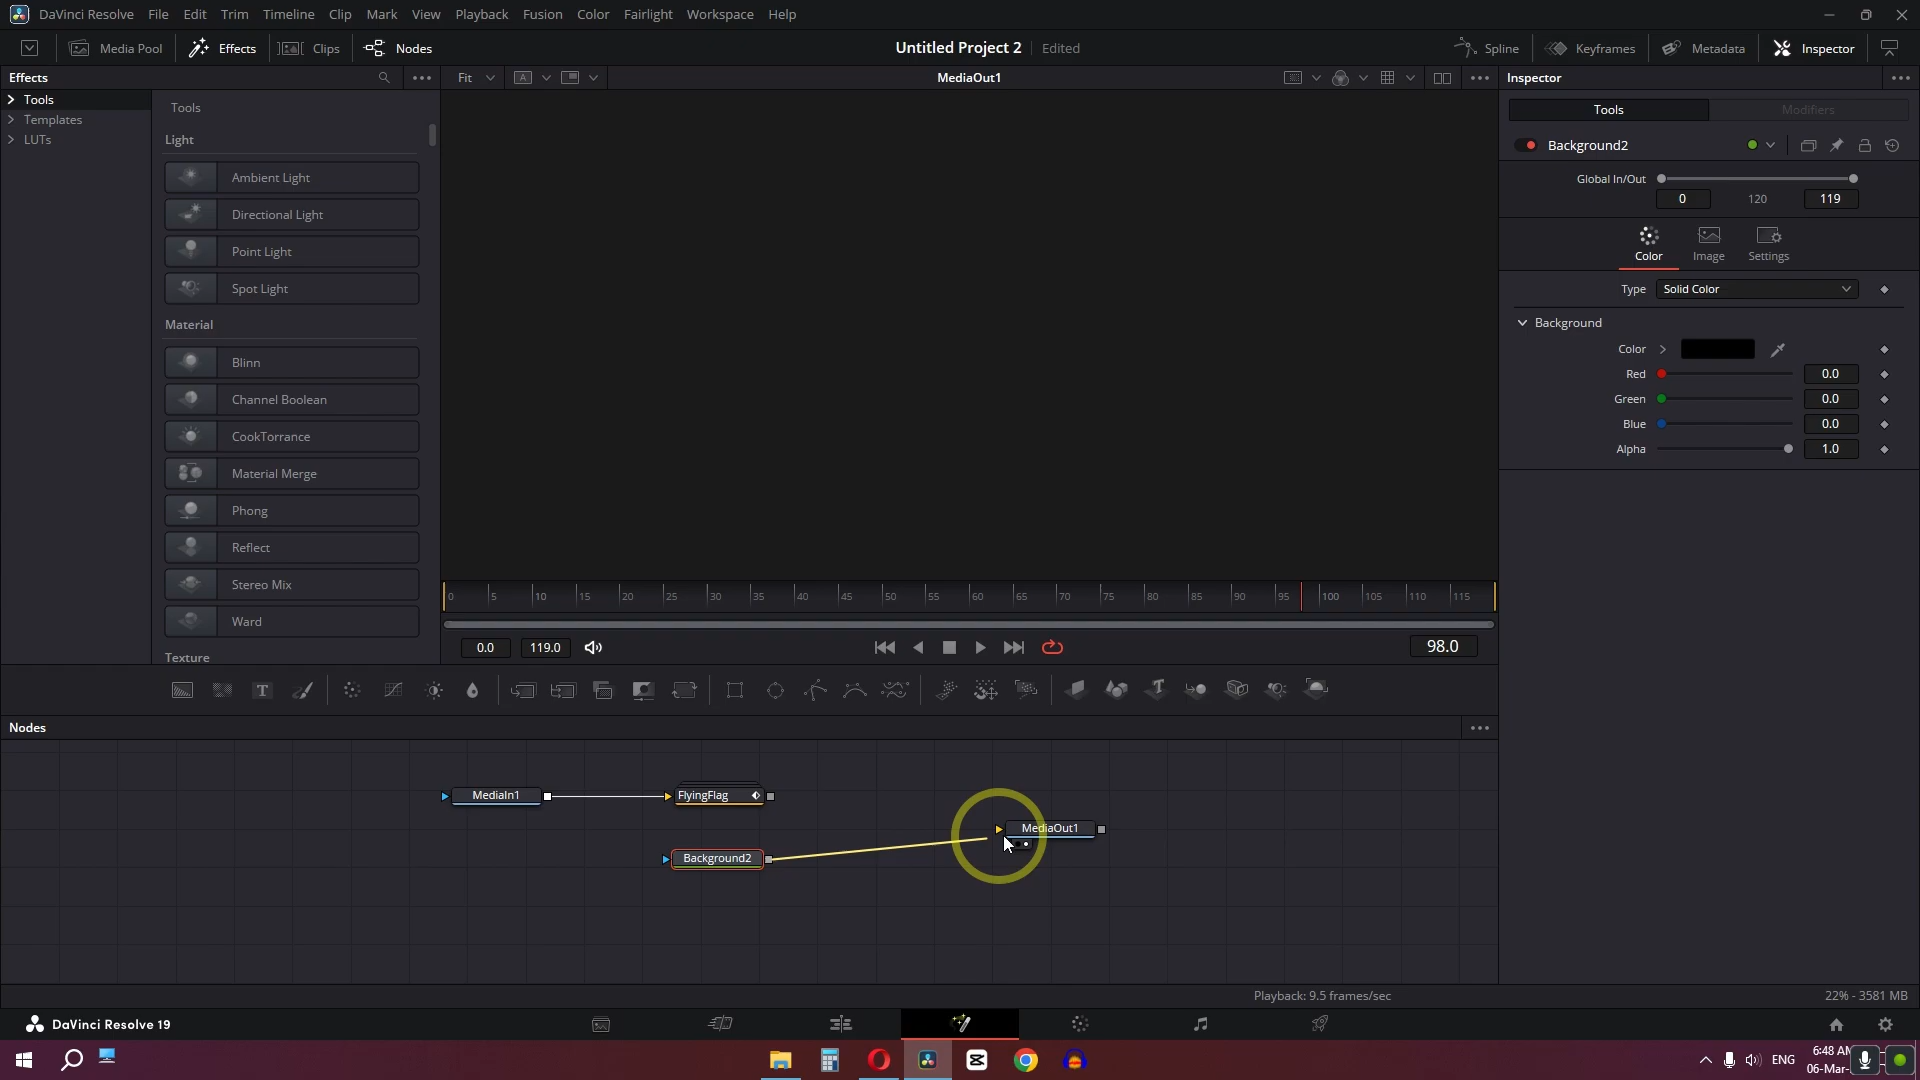 DaVinci Resolve File Edit Trim Timeline Clip Mark View Playback Fusion Color Fairlight Workspace Help
Media Pool Effects Clips Nodes Untitled Project 2 Edited Spline Keyframes Metadata Inspector
Effects Fit A MediaOut1 Inspector
Tools
Templates
LUTs
Tools
Light
Ambient Light
Directional Light
Point Light
Spot Light
Material
Blinn
Channel Boolean
CookTorrance
Material Merge
Phong
Reflect
Stereo Mix
Ward
Texture
0 5 10 15 20 25 30 35 40 45 50 55 60 65 70 75 80 85 90 95 100 105 110 115
0.0 119.0 98.0
Tools Modifiers
Background2
Global In/Out
0 120 119
Color Image Settings
Type Solid Color
Background
Color
Red 0.0
Green 0.0
Blue 0.0
Alpha 1.0
T T
Nodes
MediaIn1 FlyingFlag
MediaOut1
Background2
Playback: 9.5 frames/sec 22% - 3581 MB
DaVinci Resolve 19
ENG
6:48 AM
06-Mar-